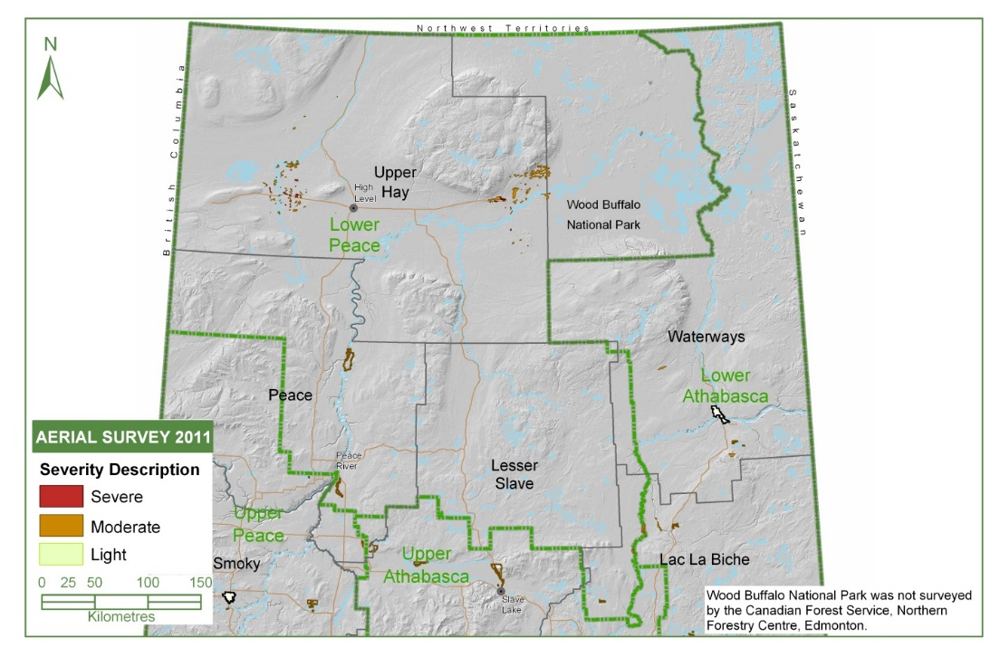 Northwest Territories
N
British Columbia
Saskatchewan
Upper
Hay
High
Level
Lower
Peace
Wood Buffalo
National Park
Waterways
Lower
Athabasca
Peace
Peace
River
Lesser
Slave
AERIAL SURVEY 2011
Severity Description
Severe
Moderate
Light
0 25 50 100 150
Kilometres
Upper
Peace
Smoky
Upper
Athabasca
Slave
Lake
Lac La Biche
Wood Buffalo National Park was not surveyed
by the Canadian Forest Service, Northern
Forestry Centre, Edmonton.